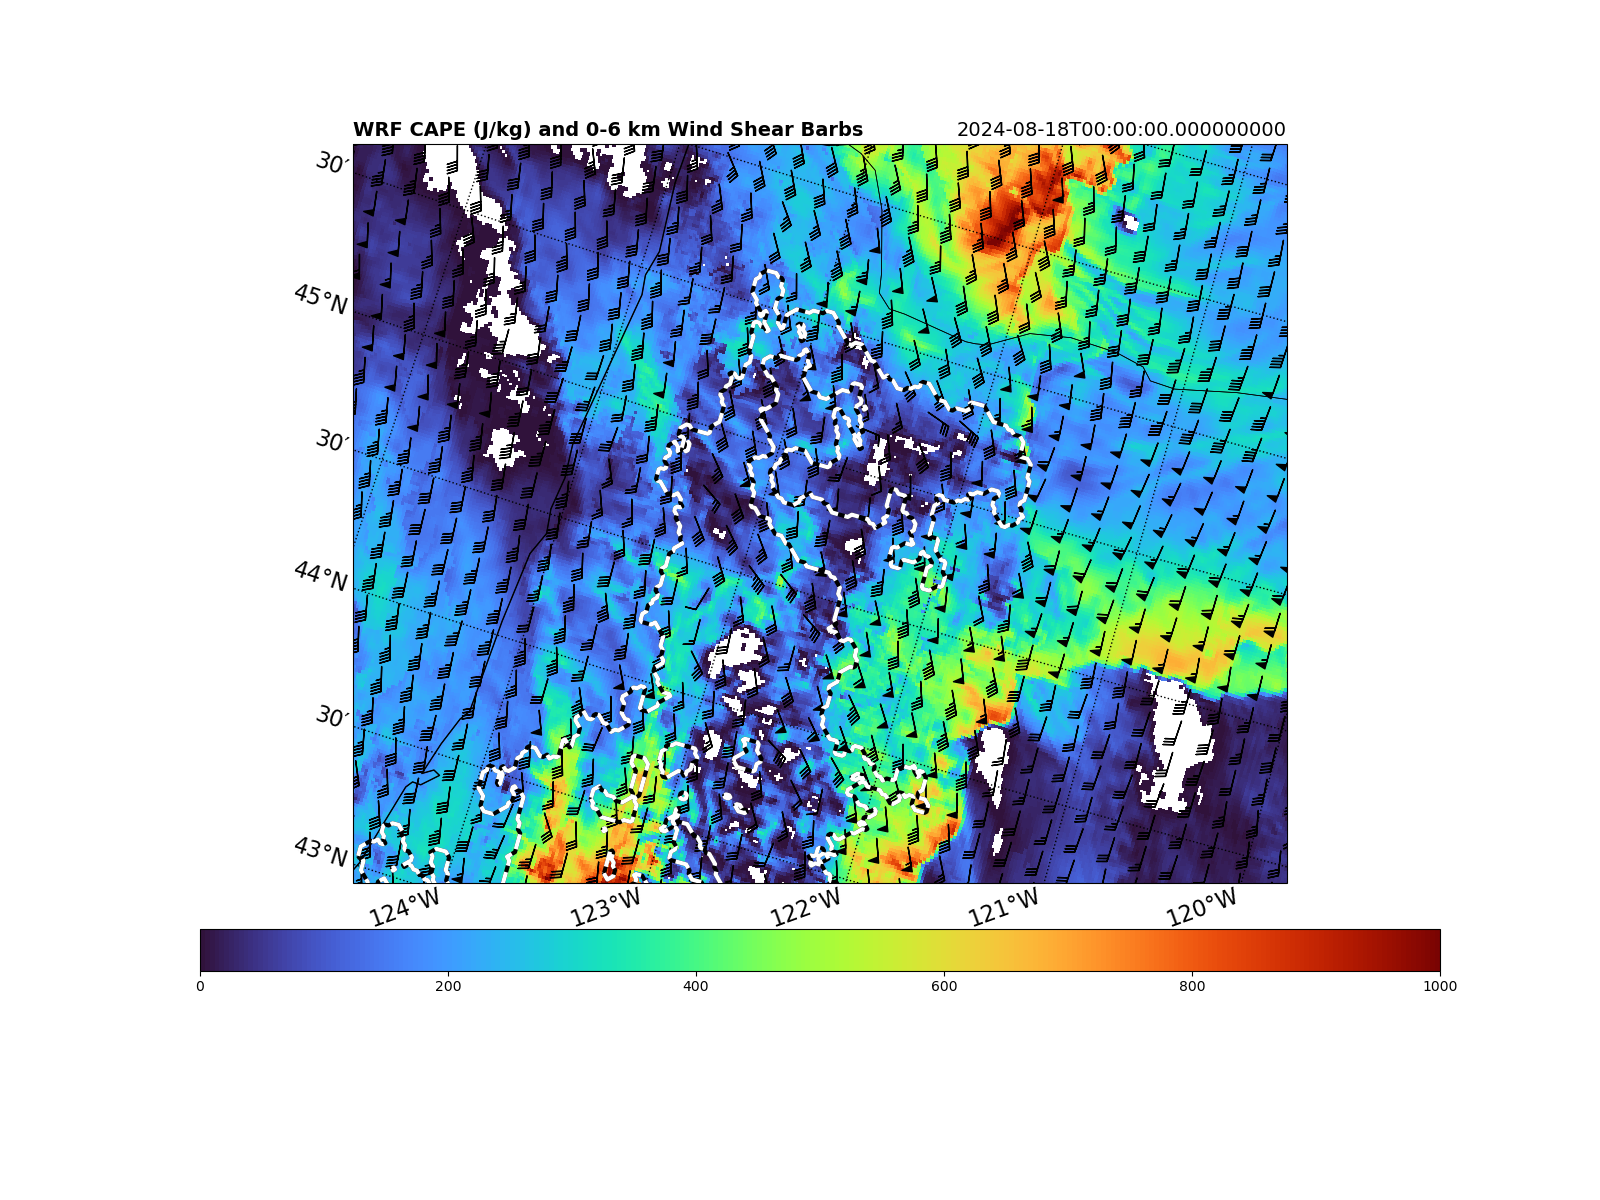 WRF CAPE (J/kg) and 0-6 km Wind Shear Barbs
2024-08-18T00:00:00.000000000
30′
45°N
30′
44°N
30′
43°N
124°W
123°W
122°W
121°W
120°W
0
200
400
600
800
1000